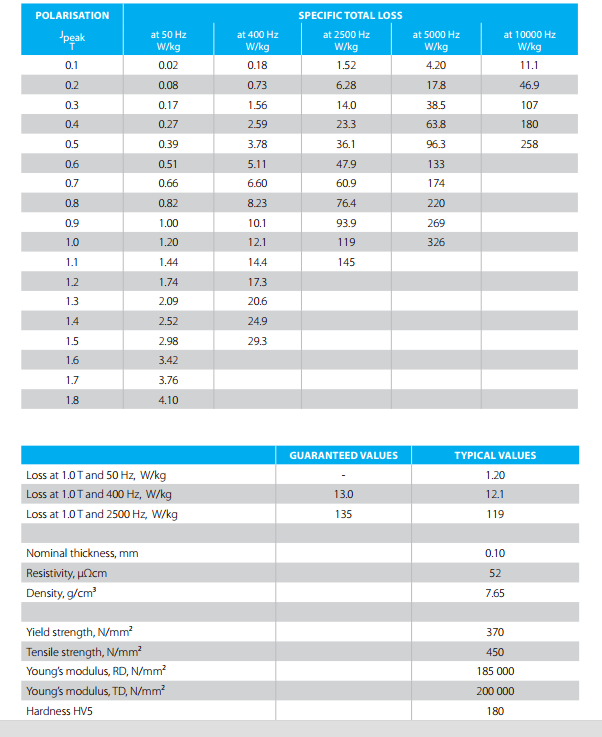 POLARISATION SPECIFIC TOTAL LOSS
Jpeak at 50 Hz at 400 Hz at 2500 Hz at 5000 Hz at 10000 Hz
T W/kg W/kg W/kg W/kg W/kg
0.1 0.02 0.18 1.52 4.20 11.1
0.2 0.08 0.73 6.28 17.8 46.9
0.3 0.17 1.56 14.0 38.5 107
0.4 0.27 2.59 23.3 63.8 180
0.5 0.39 3.78 36.1 96.3 258
0.6 0.51 5.11 47.9 133
0.7 0.66 6.60 60.9 174
0.8 0.82 8.23 76.4 220
0.9 1.00 10.1 93.9 269
1.0 1.20 12.1 119 326
1.1 1.44 14.4 145
1.2 1.74 17.3
1.3 2.09 20.6
1.4 2.52 24.9
1.5 2.98 29.3
1.6 3.42
1.7 3.76
1.8 4.10
GUARANTEED VALUES TYPICAL VALUES
Loss at 1.0 T and 50 Hz, W/kg - 1.20
Loss at 1.0 T and 400 Hz, W/kg 13.0 12.1
Loss at 1.0 T and 2500 Hz, W/kg 135 119
Nominal thickness, mm 0.10
Resistivity, μΩcm 52
Density, g/cm³ 7.65
Yield strength, N/mm² 370
Tensile strength, N/mm² 450
Young's modulus, RD, N/mm² 185 000
Young's modulus, TD, N/mm² 200 000
Hardness HV5 180